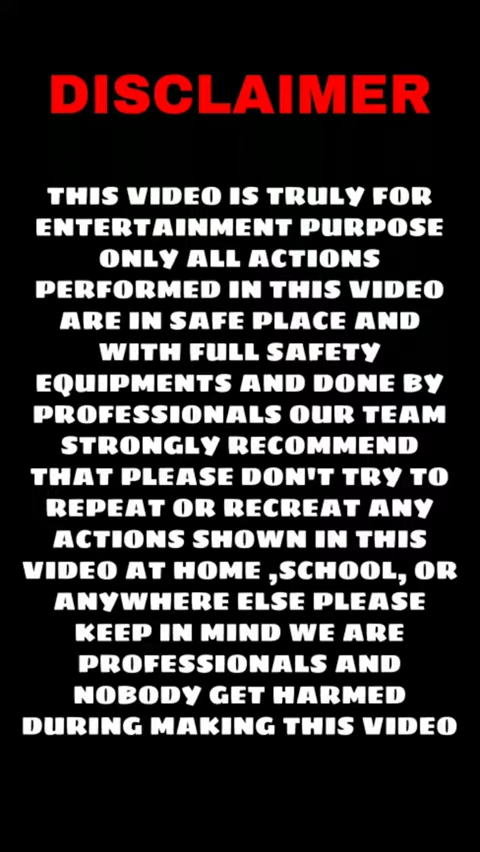 DISCLAIMER
THIS VIDEO IS TRULY FOR
ENTERTAINMENT PURPOSE
ONLY ALL ACTIONS
PERFORMED IN THIS VIDEO
ARE IN SAFE PLACE AND
WITH FULL SAFETY
EQUIPMENTS AND DONE BY
PROFESSIONALS OUR TEAM
STRONGLY RECOMMEND
THAT PLEASE DON'T TRY TO
REPEAT OR RECREAT ANY
ACTIONS SHOWN IN THIS
VIDEO AT HOME ,SCHOOL, OR
ANYWHERE ELSE PLEASE
KEEP IN MIND WE ARE
PROFESSIONALS AND
NOBODY GET HARMED
DURING MAKING THIS VIDEO